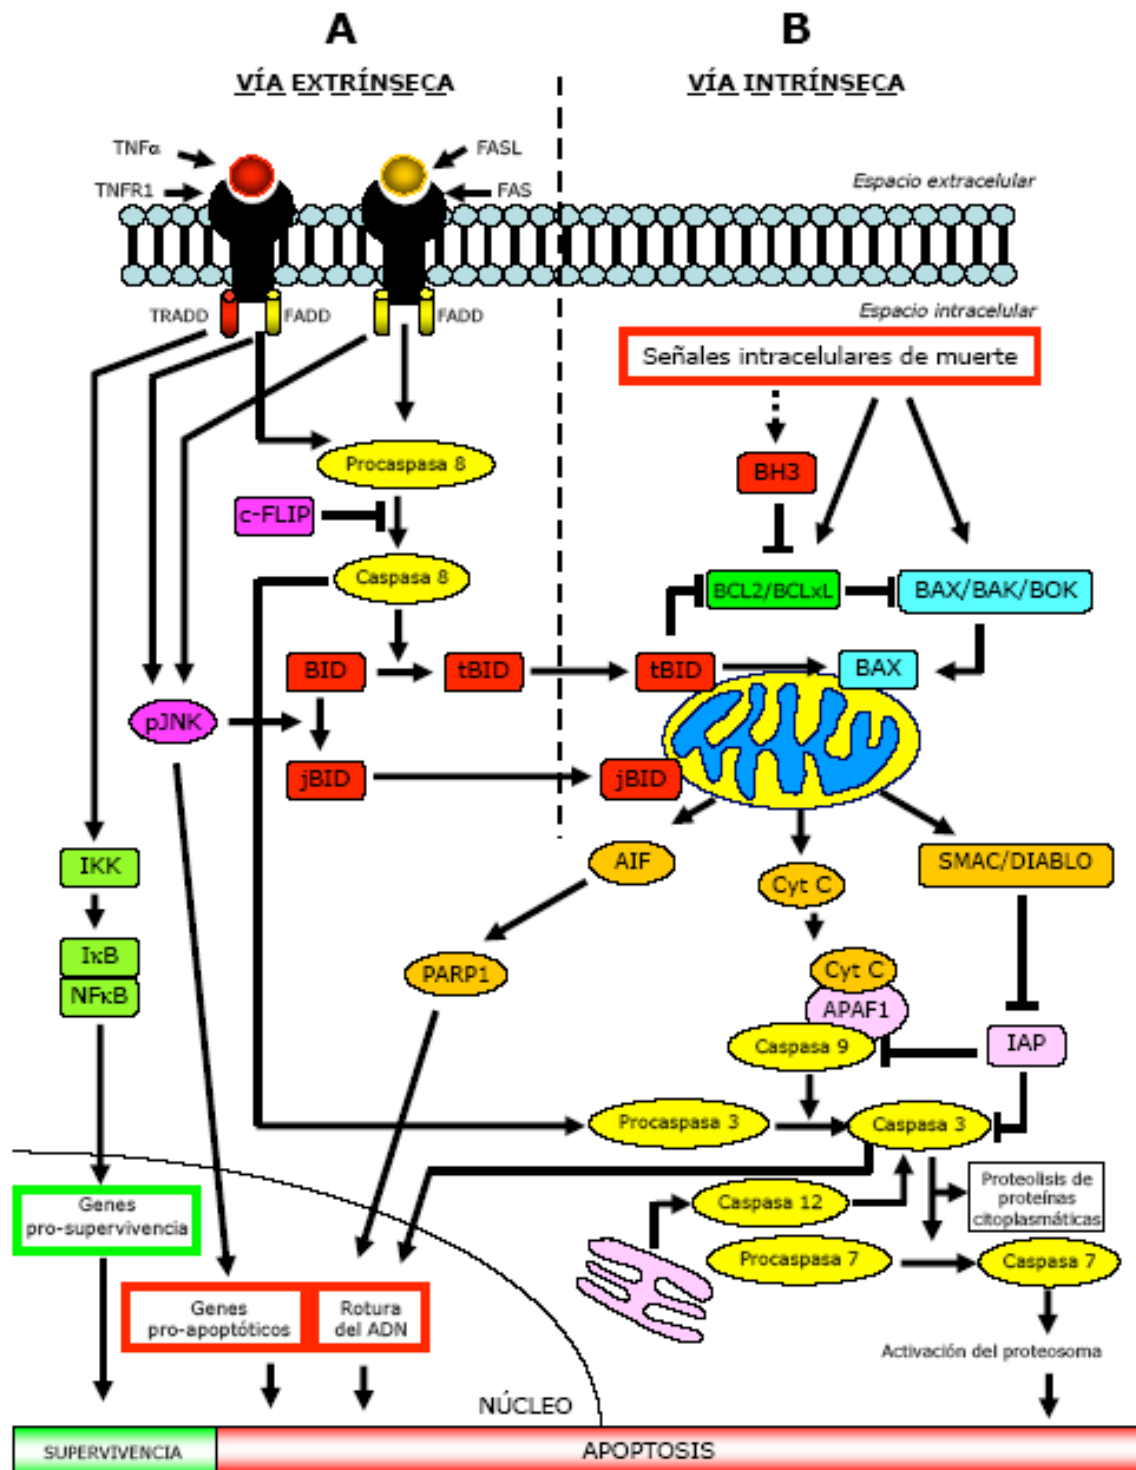 A
B
VÍA EXTRÍNSECA
VÍA INTRÍNSECA
TNFα
FASL
TNFR1
FAS
Espacio extracelular
TRADD
FADD
FADD
Espacio intracelular
Señales intracelulares de muerte
Procaspasa 8
BH3
c-FLIP
Caspasa 8
BCL2/BCLxL
BAX/BAK/BOK
BID
tBID
tBID
BAX
pJNK
jBID
jBID
IKK
AIF
Cyt C
SMAC/DIABLO
IκB
NFκB
PARP1
Cyt C
APAF1
Caspasa 9
IAP
Procaspasa 3
Caspasa 3
Genes
pro-supervivencia
Caspasa 12
Proteolisis de
proteínas
citoplasmáticas
Procaspasa 7
Caspasa 7
Genes
pro-apoptóticos
Rotura
del ADN
Activación del proteosoma
NÚCLEO
SUPERVIVENCIA
APOPTOSIS